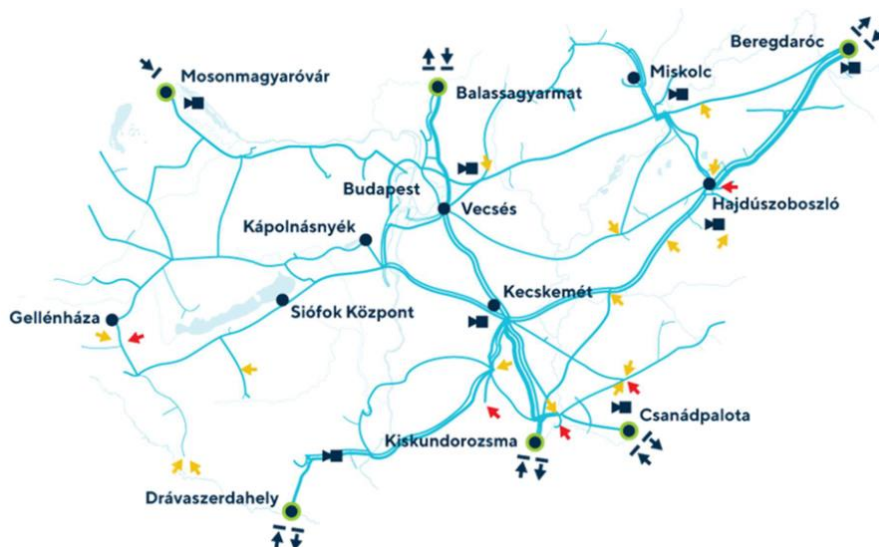 Beregdaróc
Mosonmagyaróvár
Miskolc
Balassagyarmat
Budapest
Hajdúszoboszló
Vecsés
Kápolnásnyék
Kecskemét
Siófok Központ
Gellénháza
Csanádpalota
Kiskundorozsma
Drávaszerdahely